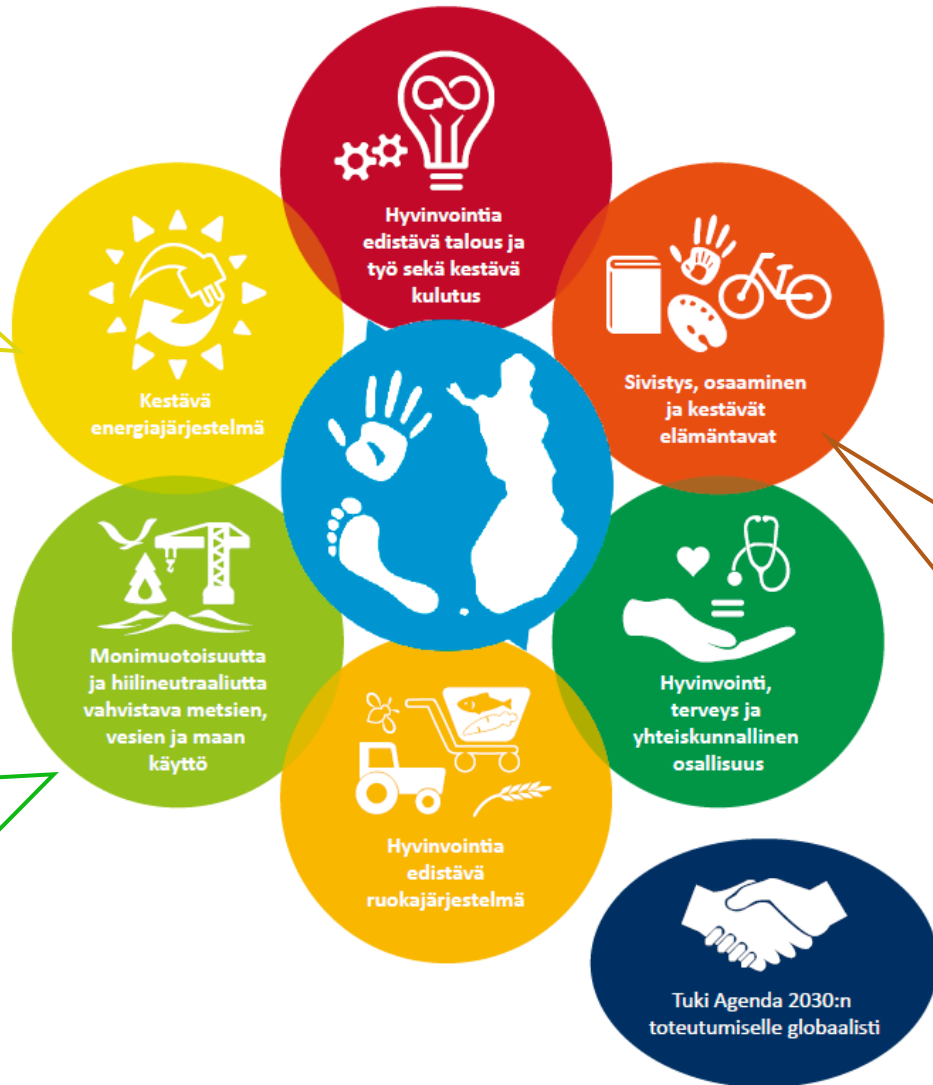 Hyvinvointia
edistävä talous ja
työ sekä kestävä
kulutus
Kestävä
energiajärjestelmä
Sivistys, osaaminen
ja kestävät
elämäntavat
Monimuotoisuutta
ja hiilineutraaliutta
vahvistava metsien,
vesien ja maan
käyttö
Hyvinvointi,
terveys ja
yhteiskunnallinen
osallisuus
Hyvinvointia
edistävä
ruokajärjestelmä
Tuki Agenda 2030:n
toteutumiselle globaalisti